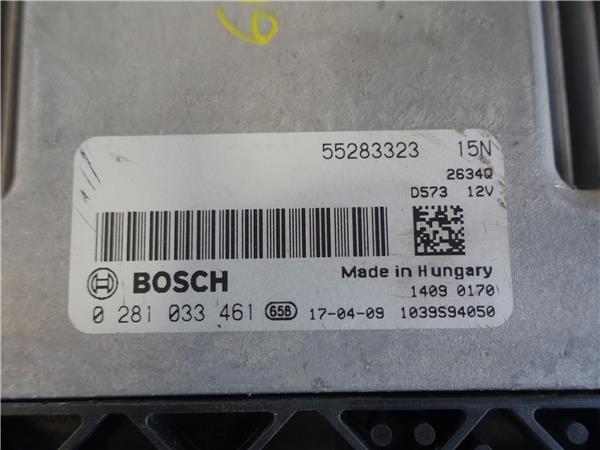 55283323 15N
2634Q
D573 12V
BOSCH
Made in Hungary
1409 0170
0 281 033 461 658 17-04-09 1039S94050